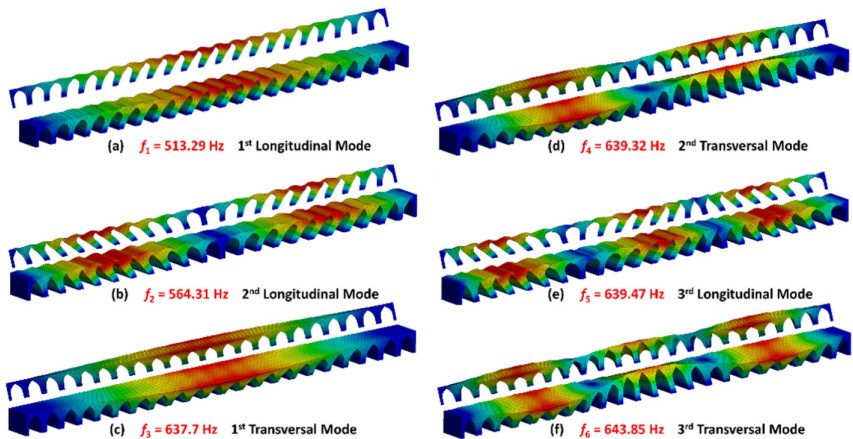 (a) f₁ = 513.29 Hz 1st Longitudinal Mode
(b) f₂ = 564.31 Hz 2nd Longitudinal Mode
(c) f₃ = 637.7 Hz 1st Transversal Mode
(d) f₄ = 639.32 Hz 2nd Transversal Mode
(e) f₅ = 639.47 Hz 3rd Longitudinal Mode
(f) f₆ = 643.85 Hz 3rd Transversal Mode